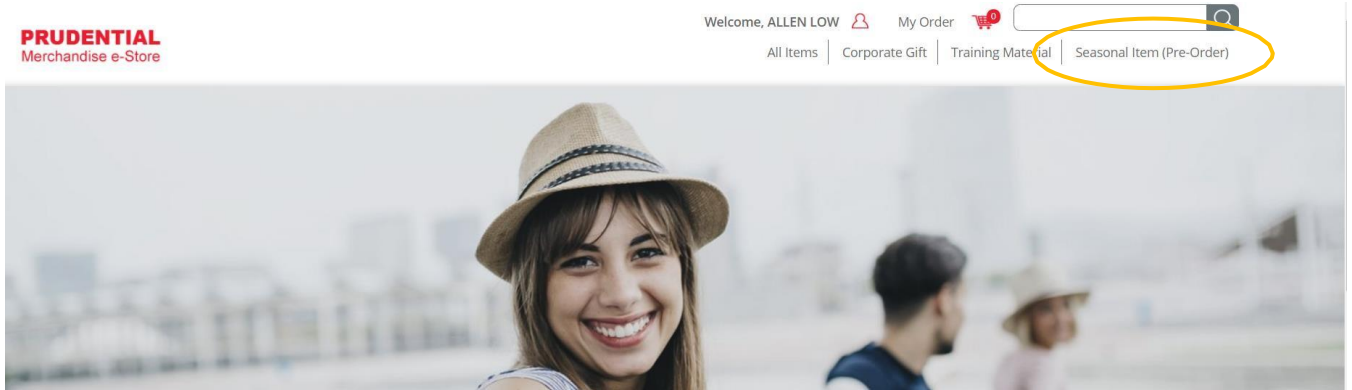 PRUDENTIAL
Merchandise e-Store
Welcome, ALLEN LOW My Order 0
All Items Corporate Gift Training Material Seasonal Item (Pre-Order)